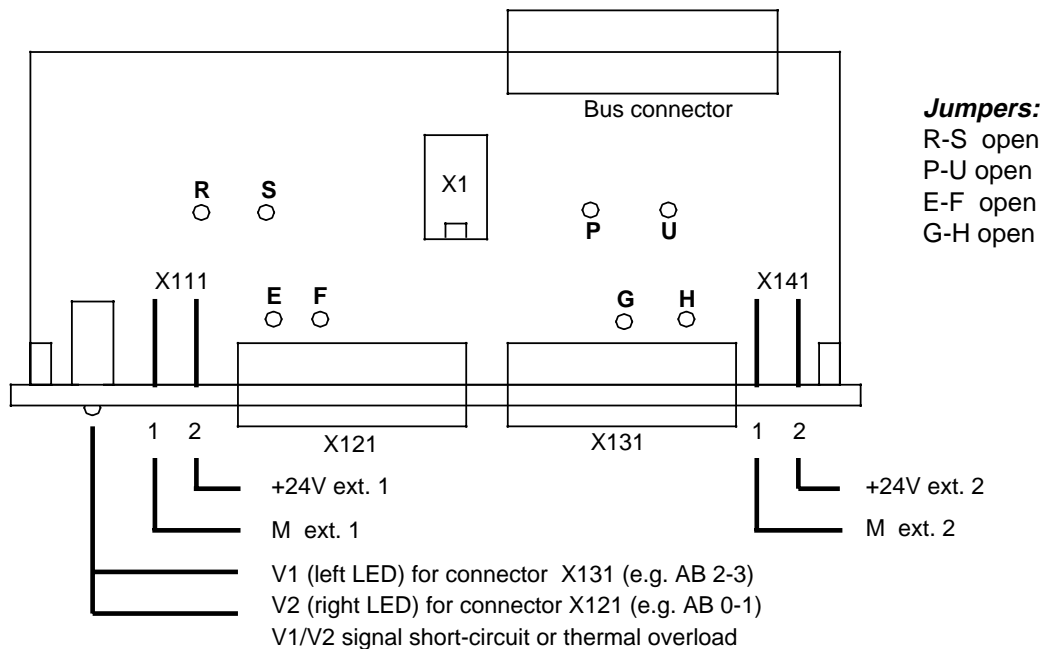 Bus connector
Jumpers:
R-S open
P-U open
E-F open
G-H open
X1
R S
P U
X111
X141
E F
G H
1 2
X121
X131
1 2
+24V ext. 1
+24V ext. 2
M ext. 1
M ext. 2
V1 (left LED) for connector X131 (e.g. AB 2-3)
V2 (right LED) for connector X121 (e.g. AB 0-1)
V1/V2 signal short-circuit or thermal overload